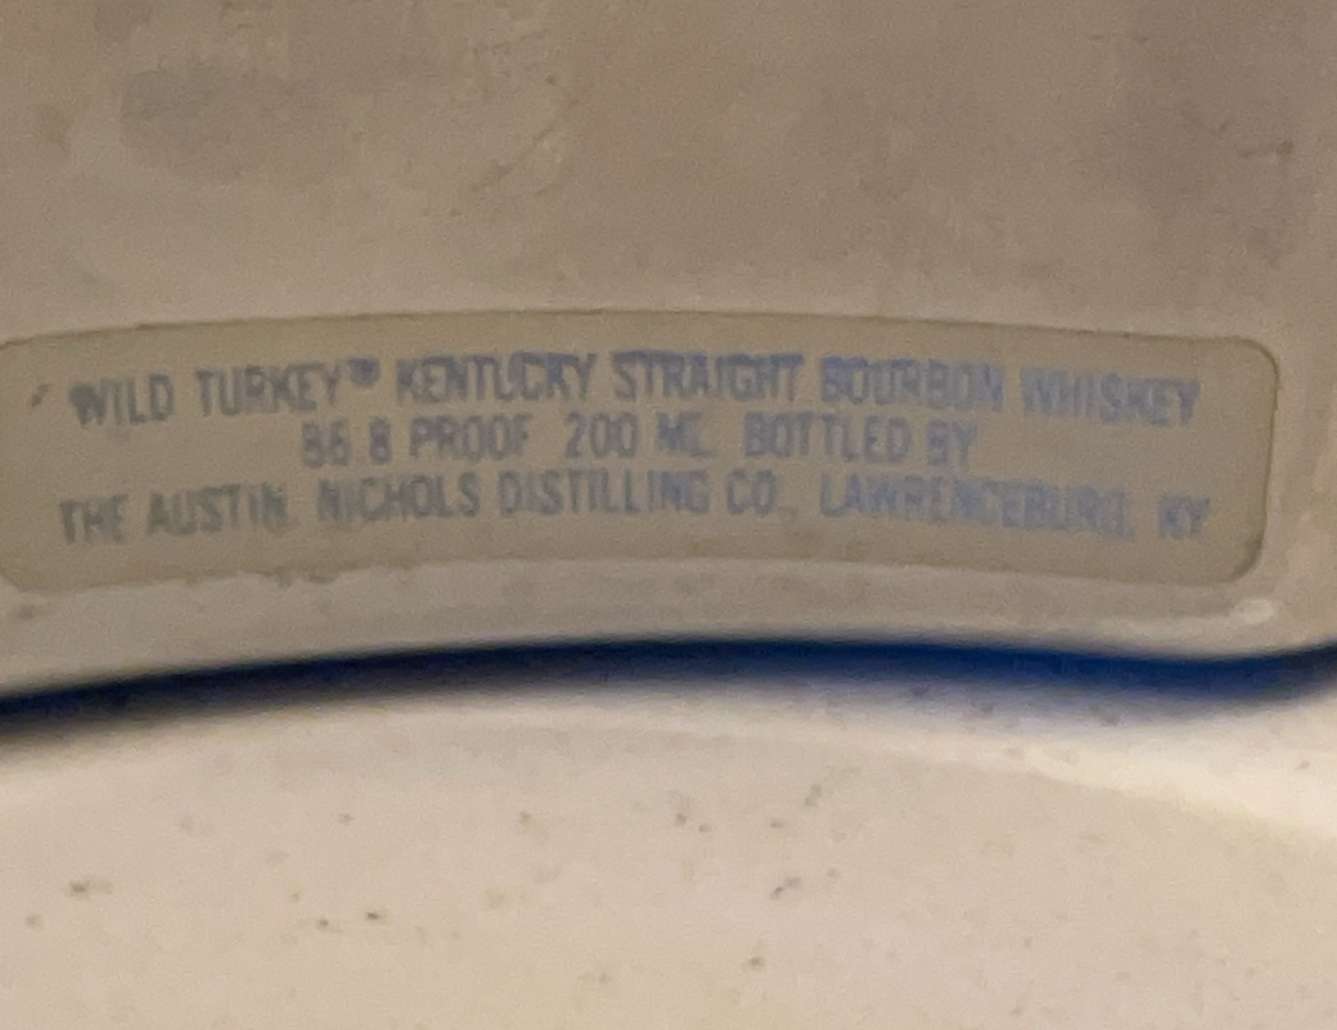 WILD TURKEY™ KENTUCKY STRAIGHT BOURBON WHISKEY
86.8 PROOF 200 ML. BOTTLED BY
THE AUSTIN, NICHOLS DISTILLING CO., LAWRENCEBURG, KY